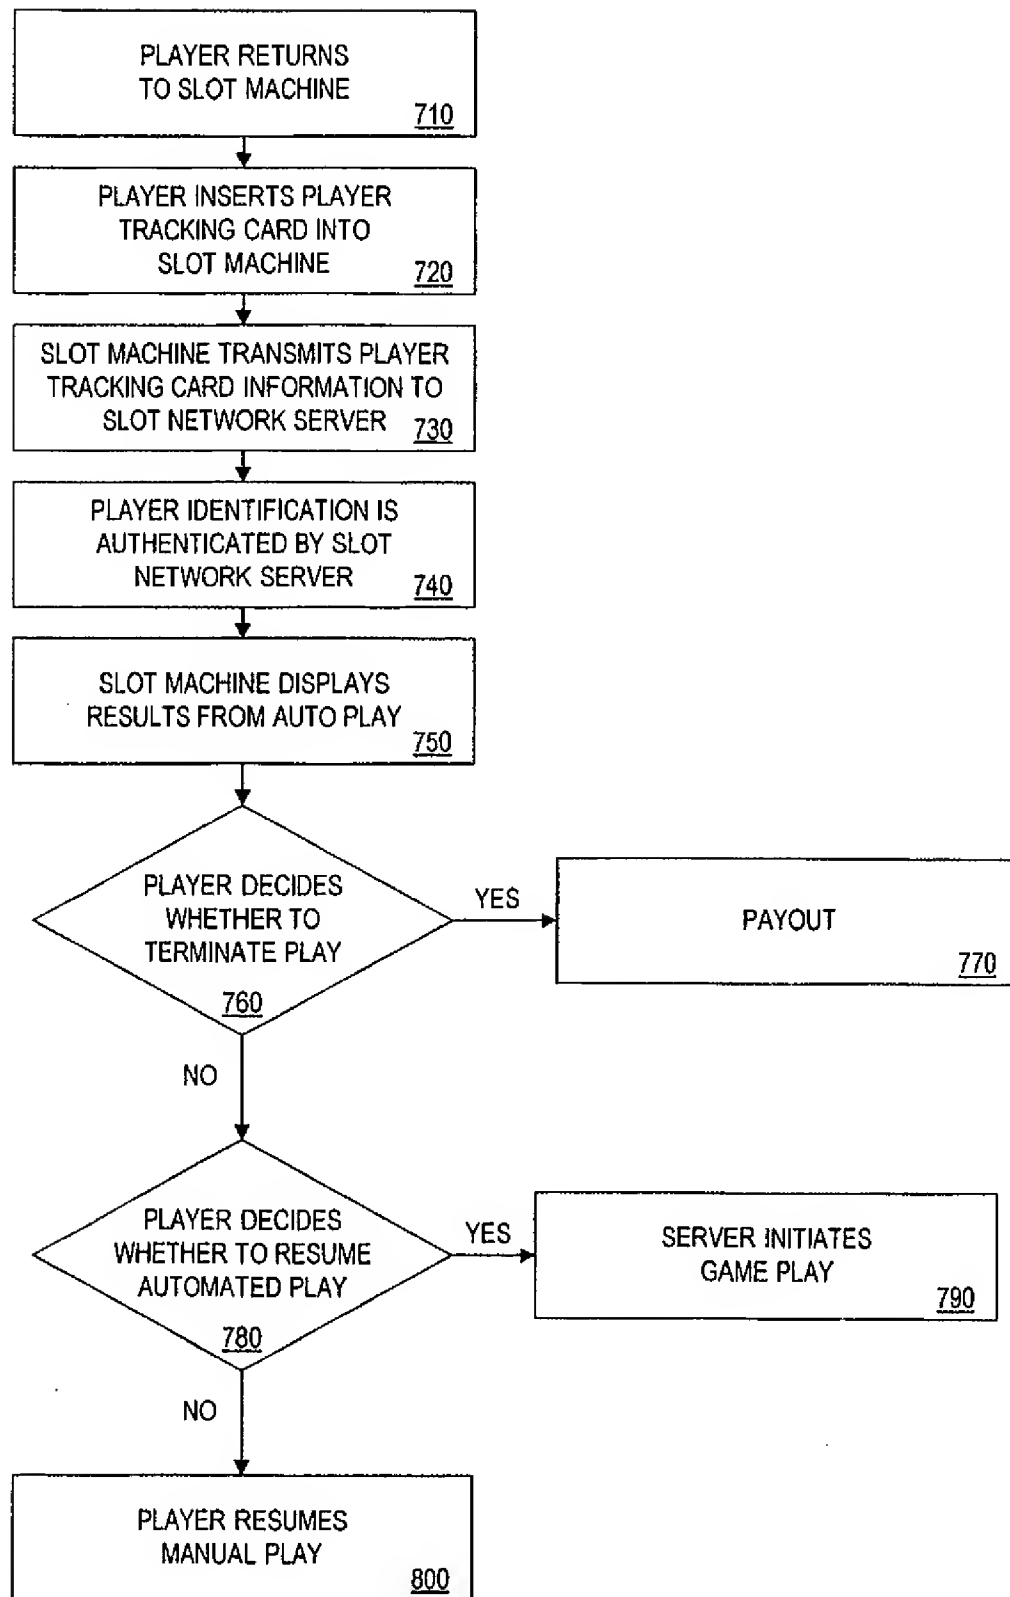 PLAYER RETURNS
TO SLOT MACHINE
710
PLAYER INSERTS PLAYER
TRACKING CARD INTO
SLOT MACHINE
720
SLOT MACHINE TRANSMITS PLAYER
TRACKING CARD INFORMATION TO
SLOT NETWORK SERVER
730
PLAYER IDENTIFICATION IS
AUTHENTICATED BY SLOT
NETWORK SERVER
740
SLOT MACHINE DISPLAYS
RESULTS FROM AUTO PLAY
750
PLAYER DECIDES
WHETHER TO
TERMINATE PLAY
760
YES
PAYOUT
770
NO
PLAYER DECIDES
WHETHER TO RESUME
AUTOMATED PLAY
780
YES
SERVER INITIATES
GAME PLAY
790
NO
PLAYER RESUMES
MANUAL PLAY
800